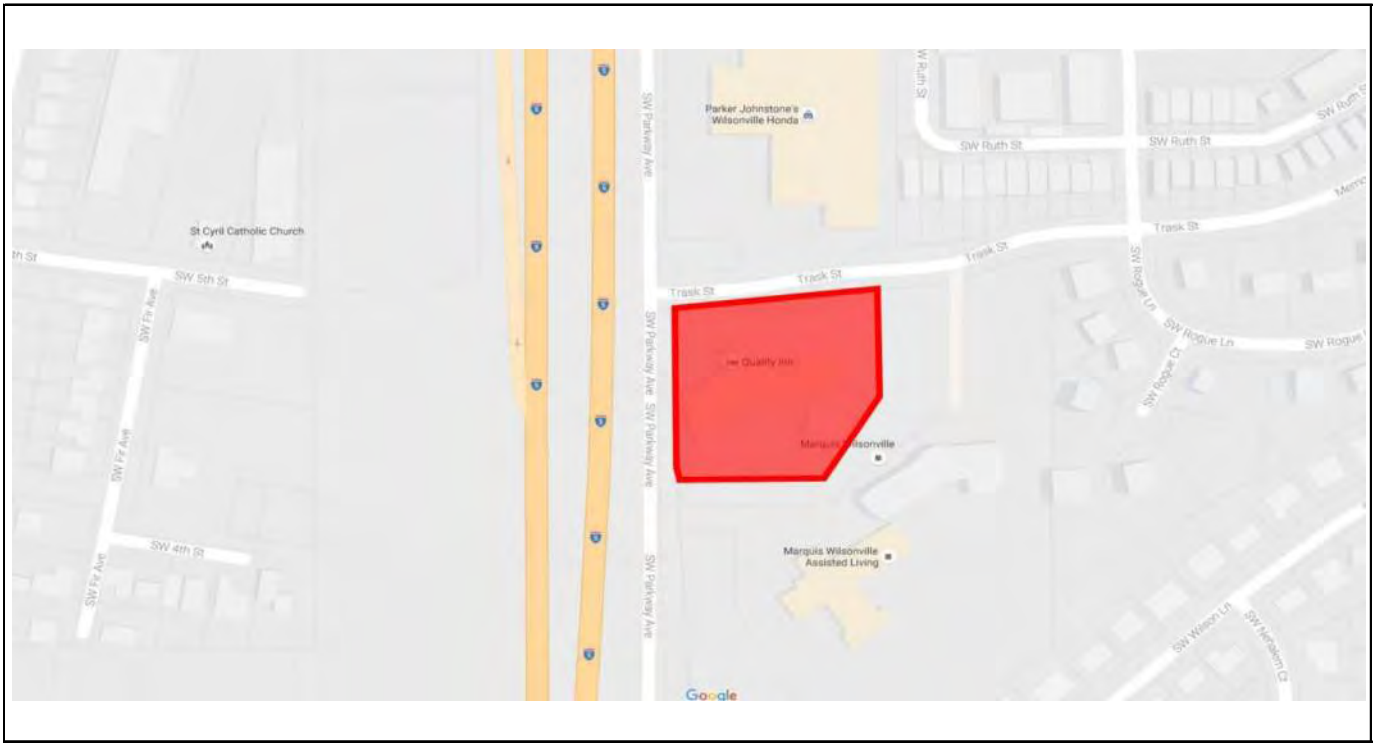 SW Parkway Ave
W Ruth St
Parker Johnstone's
Wilsonville Honda
SW Ruth St
SW Ruth St
SW Ruth S
St Cyril Catholic Church
th St
SW 5th St
SW Fir Ave
Trask St
Trask St
Trask St
Trask St
Memo
SW Rogue Ln
SW Rogue Ln
SW Rogue
SW Rogue Ct
SW Parkway Ave
SW Parkway Ave
Quality Inn
Marquis Wilsonville
SW Fir Ave
SW 4th St
SW Fir Ave
Marquis Wilsonville
Assisted Living
SW Parkway Ave
SW Wilson Ln
SW Nehalem Ct
Google